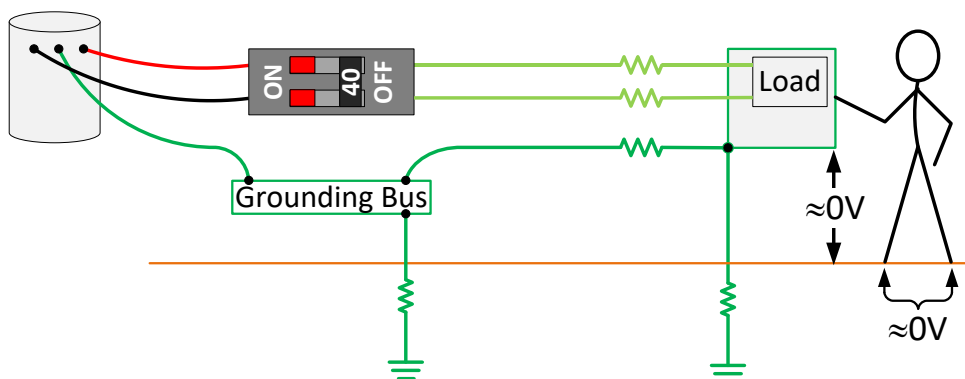 ON
40
OFF
Load
Grounding Bus
≈0V
≈0V